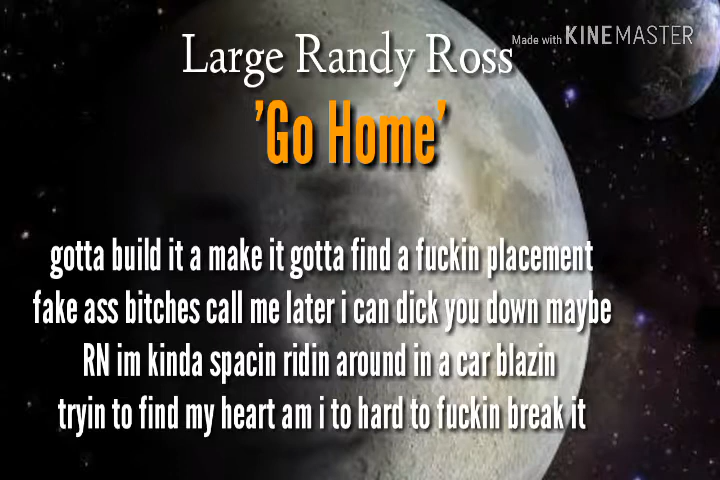 Large Randy Ross
Made with KINEMASTER
'Go Home'
gotta build it a make it gotta find a fuckin placement
fake ass bitches call me later i can dick you down maybe
RN im kinda spacin ridin around in a car blazin
tryin to find my heart am i to hard to fuckin break it